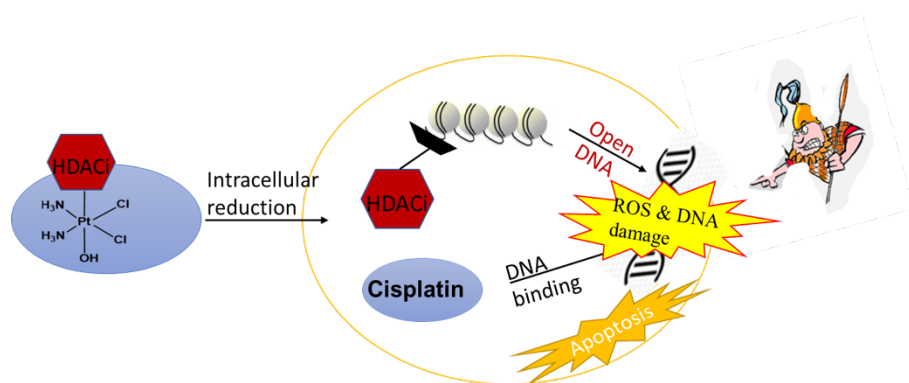 HDACi
H₃N
Cl
Pt
H₃N
Cl
OH
Intracellular
reduction
HDACi
Open
DNA
ROS & DNA
damage
Cisplatin
DNA
binding
Apoptosis